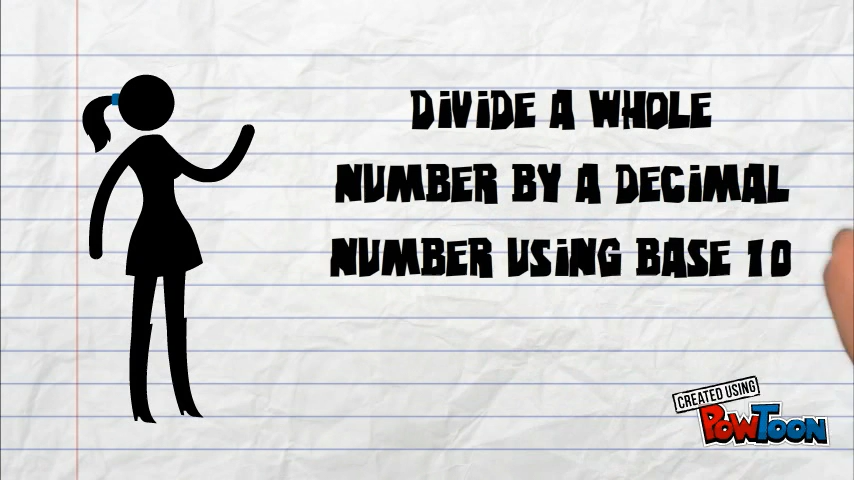 DIVIDE A WHOLE
NUMBER BY A DECIMAL
NUMBER USING BASE 10
CREATED USING
POWTOON